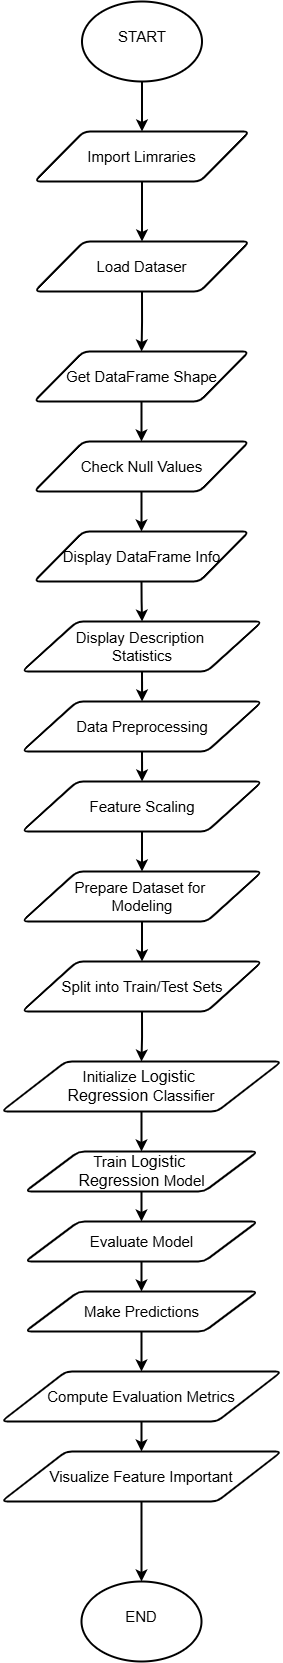 START
Import Limraries
Load Dataser
Get DataFrame Shape
Check Null Values
Display DataFrame Info
Display Description
Statistics
Data Preprocessing
Feature Scaling
Prepare Dataset for
Modeling
Split into Train/Test Sets
Initialize Logistic
Regression Classifier
Train Logistic
Regression Model
Evaluate Model
Make Predictions
Compute Evaluation Metrics
Visualize Feature Important
END